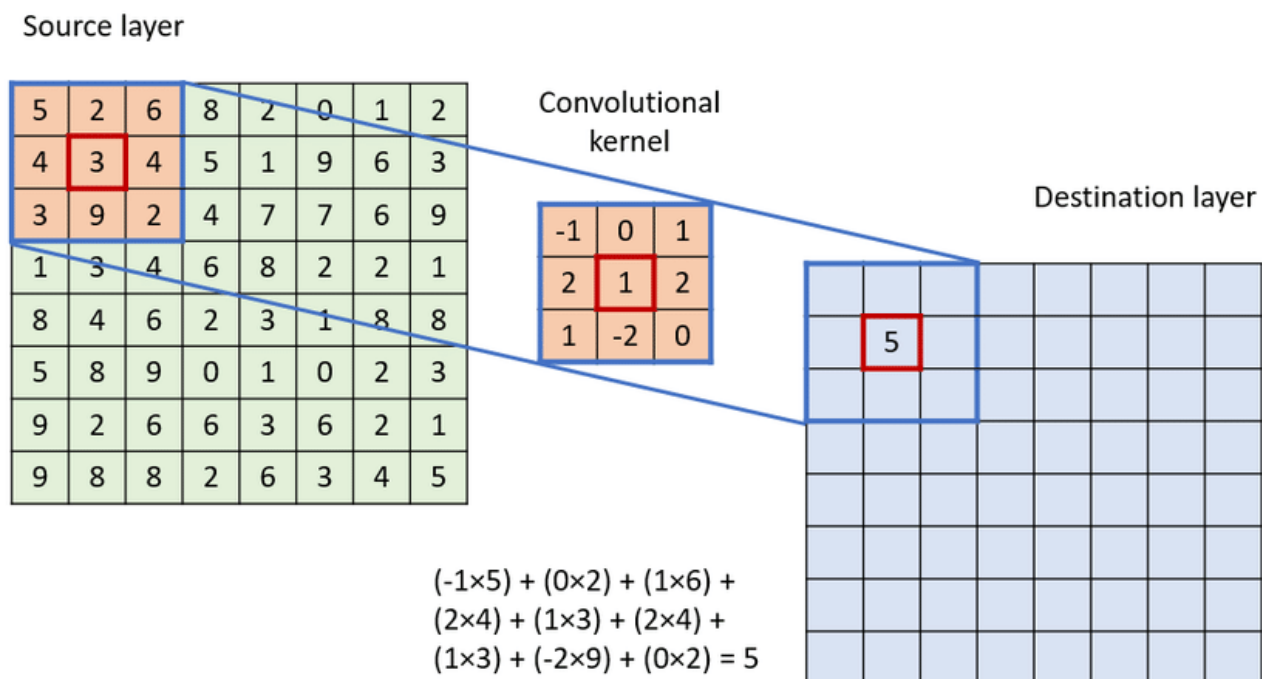 Source layer
Convolutional
kernel
Destination layer
5 2 6 8 2 0 1 2
4 3 4 5 1 9 6 3
3 9 2 4 7 7 6 9
1 3 4 6 8 2 2 1
8 4 6 2 3 1 8 8
5 8 9 0 1 0 2 3
9 2 6 6 3 6 2 1
9 8 8 2 6 3 4 5
-1 0 1
2 1 2
1 -2 0
5
(-1×5) + (0×2) + (1×6) +
(2×4) + (1×3) + (2×4) +
(1×3) + (-2×9) + (0×2) = 5